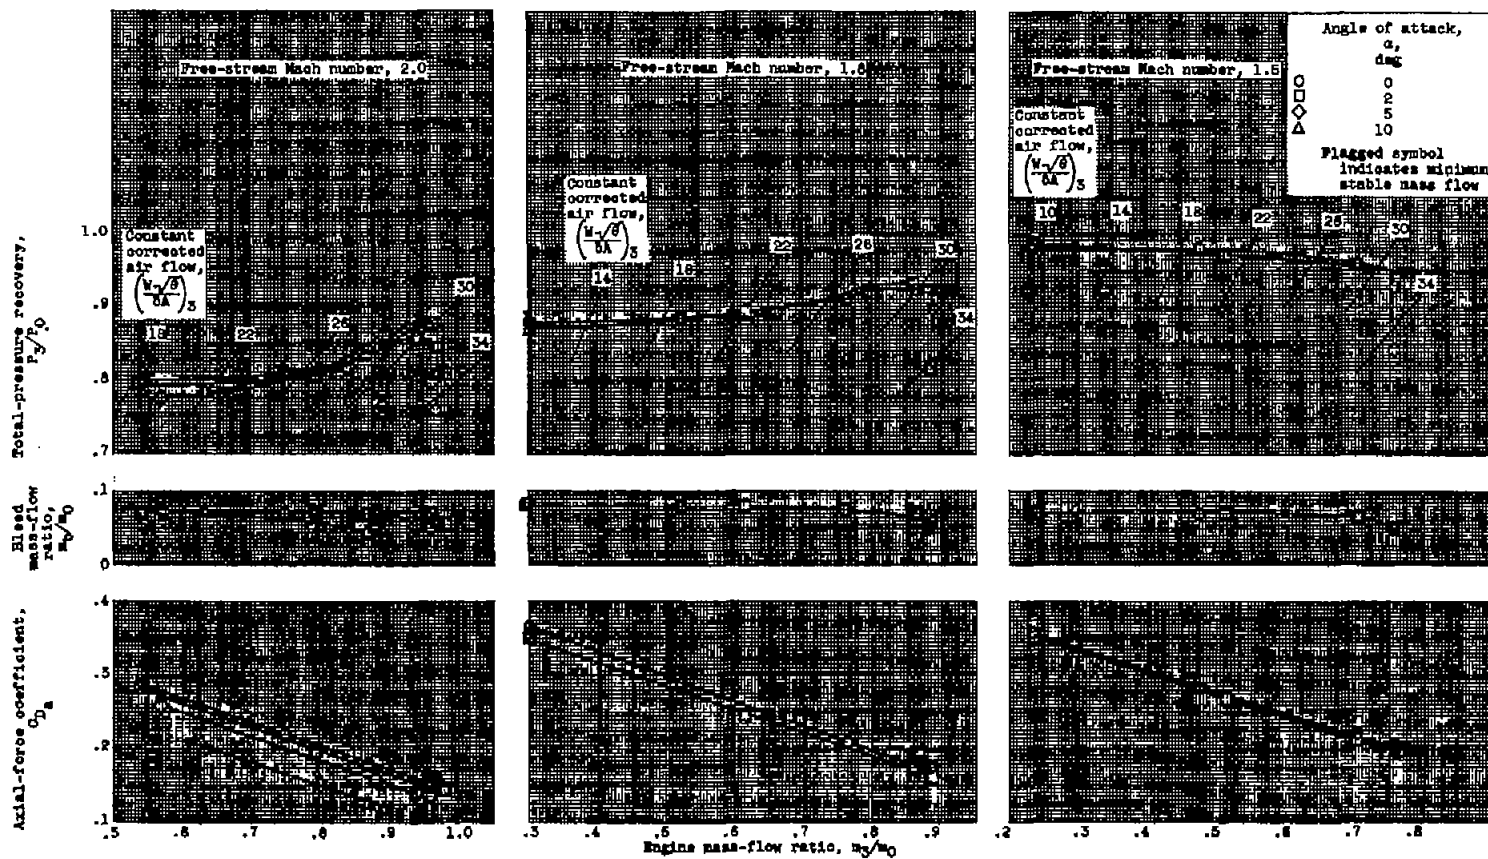 Free-stream Mach number, 2.0
Free-stream Mach number, 1.8
Free-stream Mach number, 1.5
Angle of attack,
α,
deg
0
2
5
10
Flagged symbol
indicates minimum
stable mass flow
Constant
corrected
air flow,
(W√θ/δA)3
18
22
26
30
34
Constant
corrected
air flow,
(W√θ/δA)3
14
18
22
26
30
34
Constant
corrected
air flow,
(W√θ/δA)3
10
14
18
22
26
30
34
Total-pressure recovery,
P3/P0
1.0
.9
.8
.7
Bleed
mass-flow
ratio,
mb/m0
.1
0
Axial-force coefficient,
CDa
.4
.3
.2
.1
.5
.6
.7
.8
.9
1.0
.3
.4
.5
.6
.7
.8
.9
.2
.3
.4
.5
.6
.7
.8
Engine mass-flow ratio, m3/m0